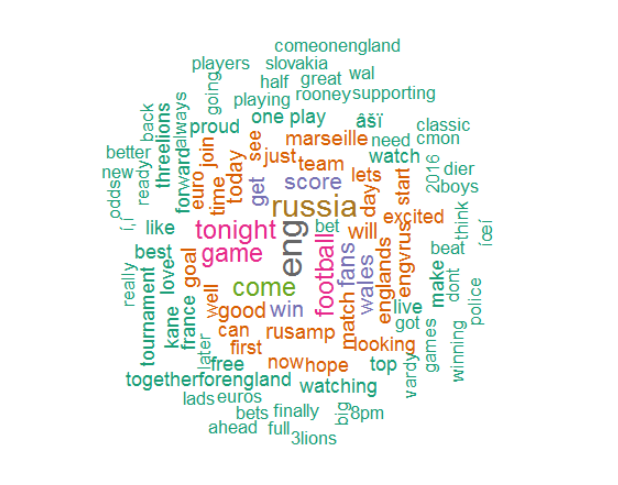 comeonengland
players
slovakia
going
half
great
wal
playing
rooney
supporting
back
always
threelions
proud
one
play
âšï
classic
cmon
better
new
ready
forward
euro
join
time
today
see
just
marseille
team
need
watch
2016
dier
boys
odds
í,í
get
score
lets
day
start
russia
excited
think
íœí
like
tonight
eng
bet
will
engvrus
best
game
football
fans
wales
englands
beat
make
dont
police
really
love
goal
come
tournament
kane
france
well
good
win
match
live
got
games
winning
can
rusamp
looking
later
first
now
hope
top
vardy
free
togetherforengland
watching
lads
euros
bets
finally
big
8pm
ahead
full
3lions